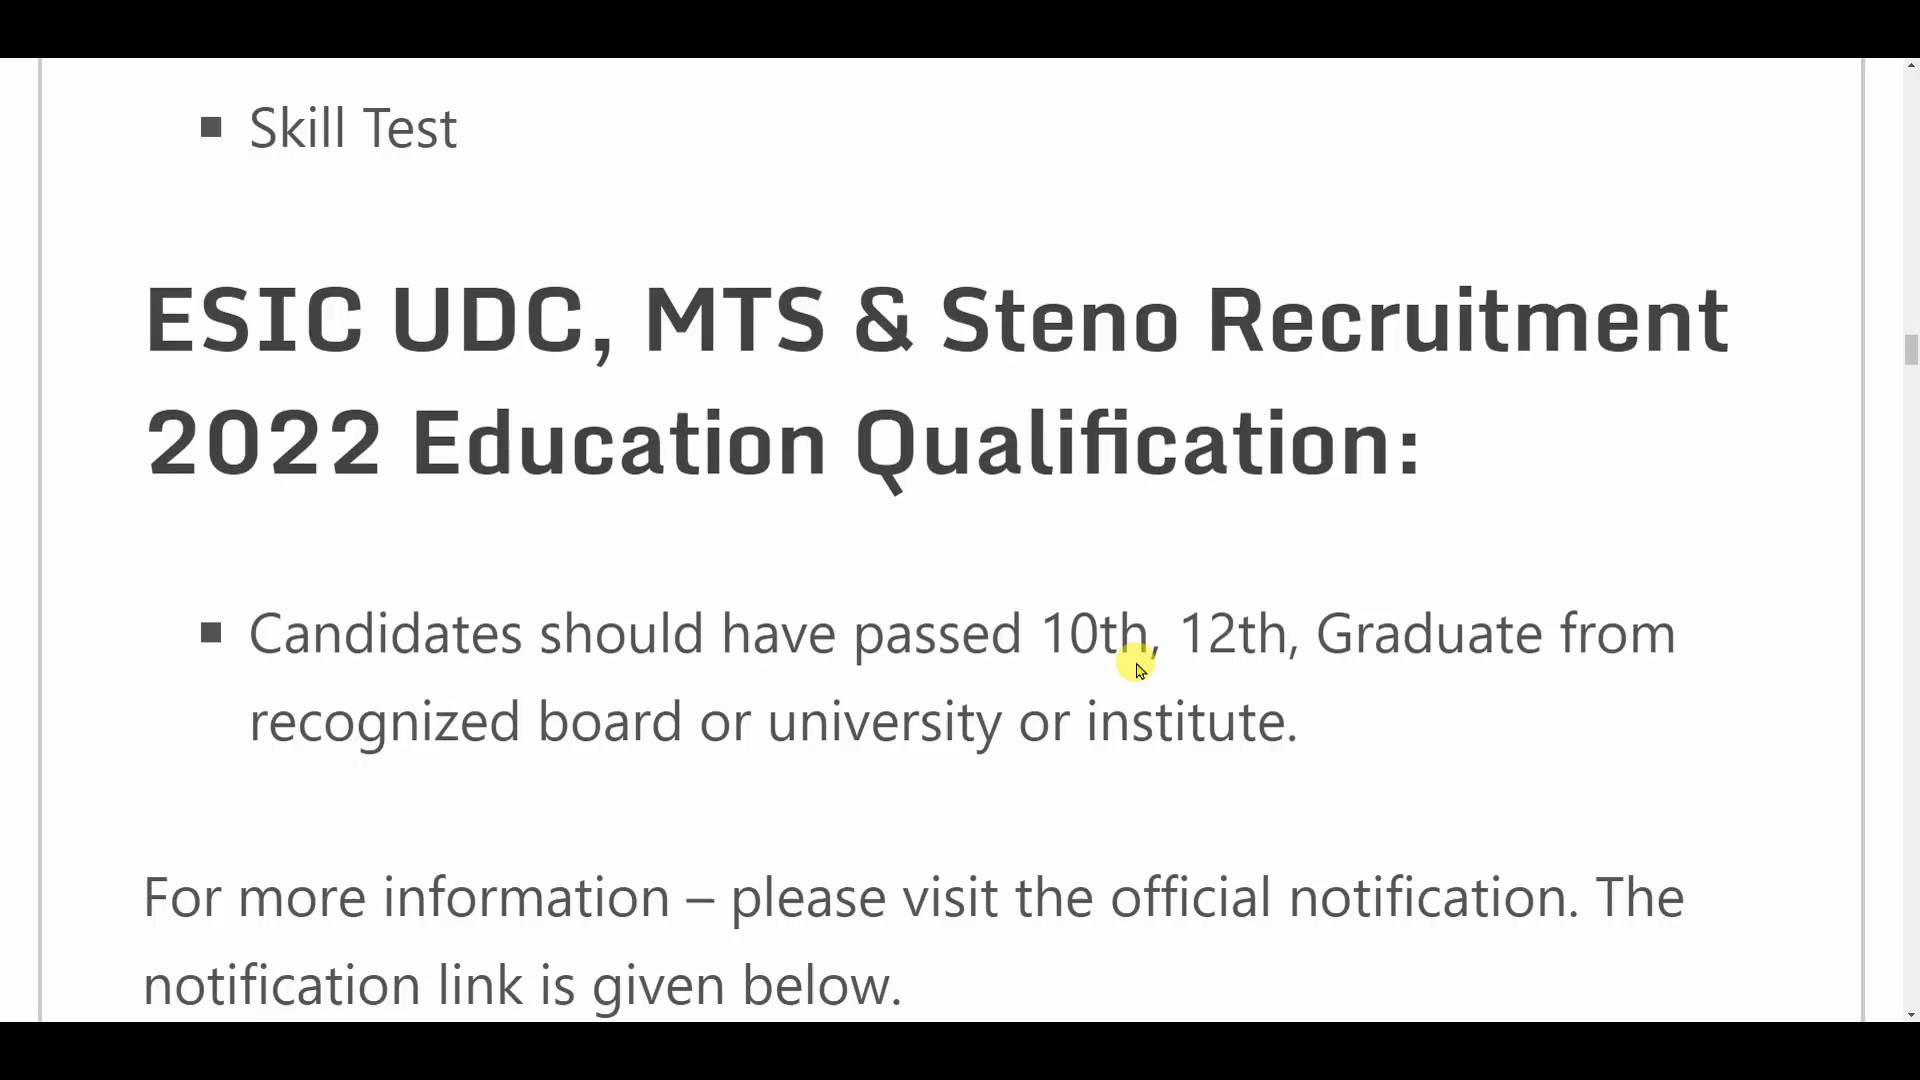 Skill Test
ESIC UDC, MTS & Steno Recruitment
2022 Education Qualification:
Candidates should have passed 10th, 12th, Graduate from
recognized board or university or institute.
For more information – please visit the official notification. The
notification link is given below.